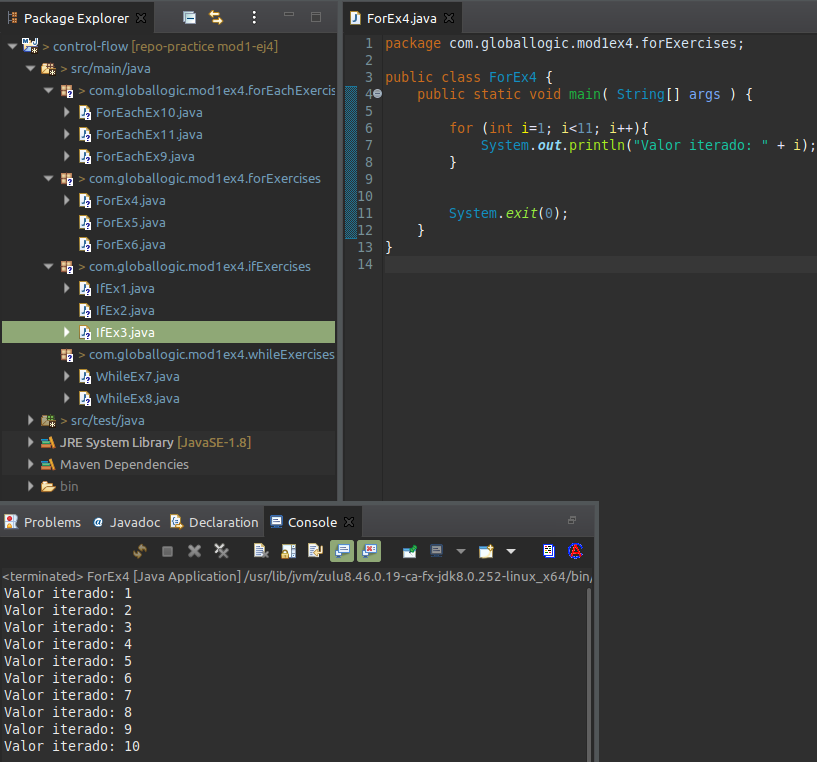 Package Explorer
> control-flow [repo-practice mod1-ej4]
> src/main/java
> com.globallogic.mod1ex4.forEachExercis
ForEachEx10.java
ForEachEx11.java
ForEachEx9.java
> com.globallogic.mod1ex4.forExercises
ForEx4.java
ForEx5.java
ForEx6.java
> com.globallogic.mod1ex4.ifExercises
IfEx1.java
IfEx2.java
IfEx3.java
> com.globallogic.mod1ex4.whileExercises
WhileEx7.java
WhileEx8.java
> src/test/java
JRE System Library [JavaSE-1.8]
Maven Dependencies
bin
ForEx4.java
1 package com.globallogic.mod1ex4.forExercises;
2
3 public class ForEx4 {
4 public static void main( String[] args ) {
5
6 for (int i=1; i<11; i++){
7 System.out.println("Valor iterado: " + i);
8 }
9
10
11 System.exit(0);
12 }
13 }
14
Problems @ Javadoc Declaration Console
<terminated> ForEx4 [Java Application] /usr/lib/jvm/zulu8.46.0.19-ca-fx-jdk8.0.252-linux_x64/bin/
Valor iterado: 1
Valor iterado: 2
Valor iterado: 3
Valor iterado: 4
Valor iterado: 5
Valor iterado: 6
Valor iterado: 7
Valor iterado: 8
Valor iterado: 9
Valor iterado: 10